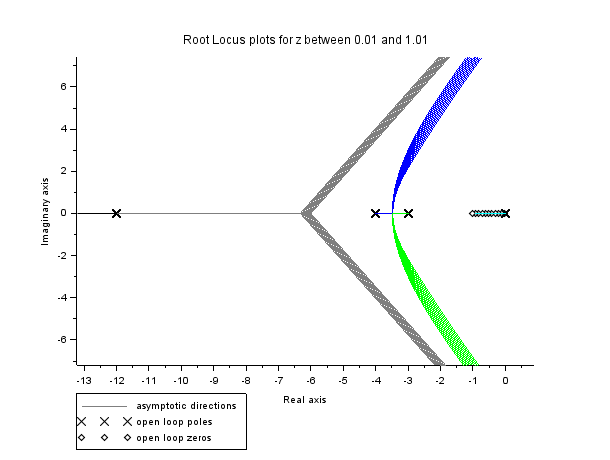 Root Locus plots for z between 0.01 and 1.01
6
4
2
0
-2
-4
-6
Imaginary axis
-13 -12 -11 -10 -9 -8 -7 -6 -5 -4 -3 -2 -1 0
Real axis
asymptotic directions
open loop poles
open loop zeros